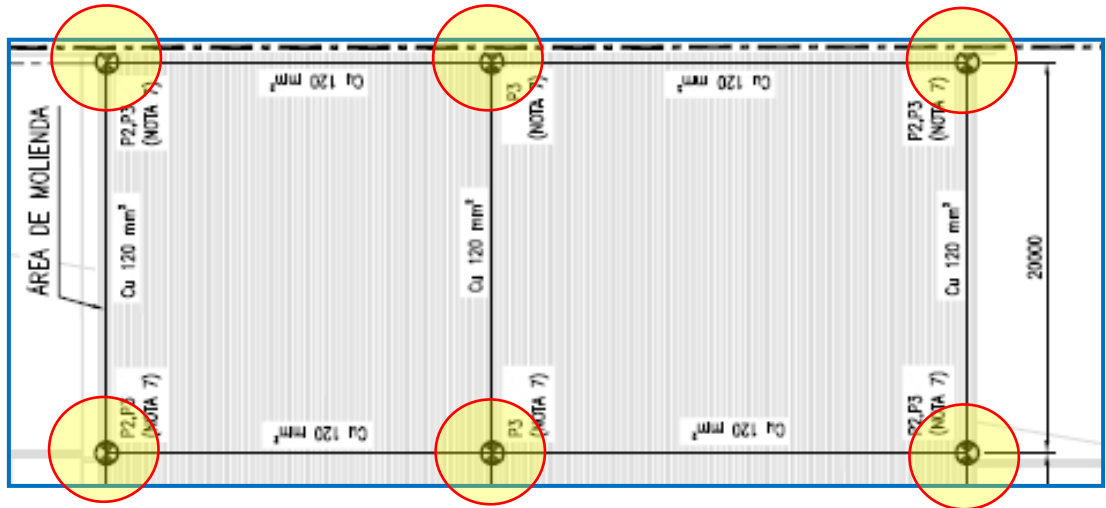 Cu 120 mm²
Cu 120 mm²
P2,P3
(NOTA 7)
P3
(NOTA 7)
P2,P3
(NOTA 7)
ÁREA DE MOLIENDA
Cu 120 mm²
Cu 120 mm²
Cu 120 mm²
20000
P2,P3
(NOTA 7)
P3
(NOTA 7)
P2,P3
(NOTA 7)
Cu 120 mm²
Cu 120 mm²